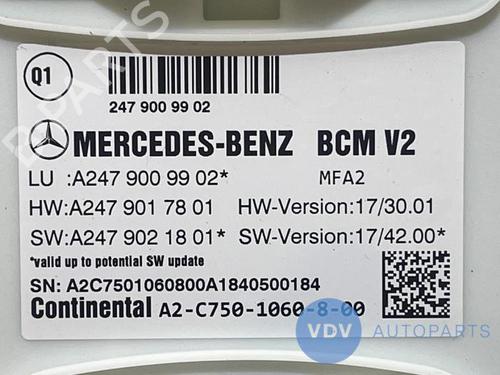 Q1
247 900 99 02
MERCEDES-BENZ BCM V2
LU :A247 900 99 02* MFA2
HW:A247 901 78 01 HW-Version:17/30.01
SW:A247 902 18 01* SW-Version:17/42.00*
*valid up to potential SW update
SN: A2C7501060800A1840500184
Continental A2-C750-1060-8-00
VDV AUTOPARTS